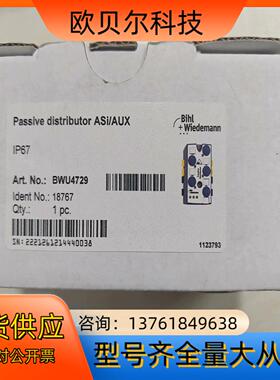 欧贝尔科技
Passive distributor ASi/AUX
Bihl
+Wiedemann
IP67
Art. No.: BWU4729
Ident No.: 18767
Qty.: 1 pc.
SN:2221261214440038
1123793
咨询：13761849638
型号齐全量大从